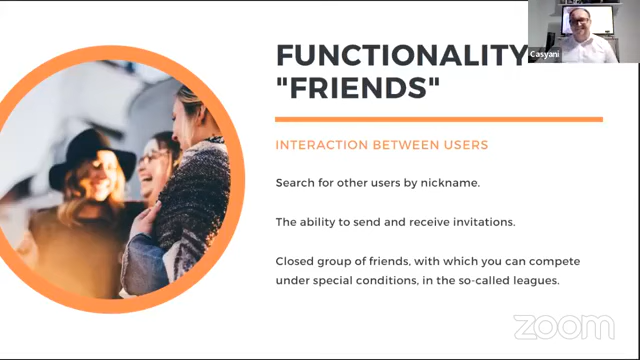 FUNCTIONALITY
"FRIENDS"
Casyani
INTERACTION BETWEEN USERS
Search for other users by nickname.
The ability to send and receive invitations.
Closed group of friends, with which you can compete
under special conditions, in the so-called leagues.
zoom